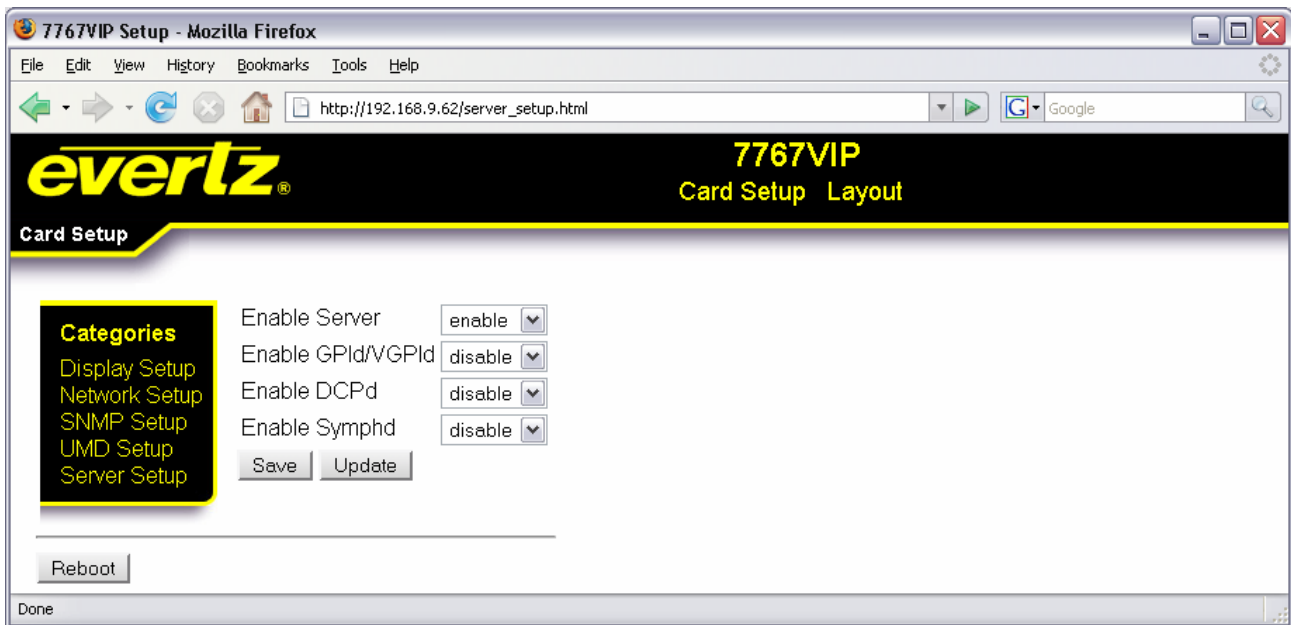 7767VIP Setup - Mozilla Firefox
File Edit View History Bookmarks Tools Help
http://192.168.9.62/server_setup.html
G Google
evertz®
7767VIP
Card Setup Layout
Card Setup
Categories
Display Setup
Network Setup
SNMP Setup
UMD Setup
Server Setup
Enable Server enable
Enable GPId/VGPId disable
Enable DCPd disable
Enable Symphd disable
Save Update
Reboot
Done